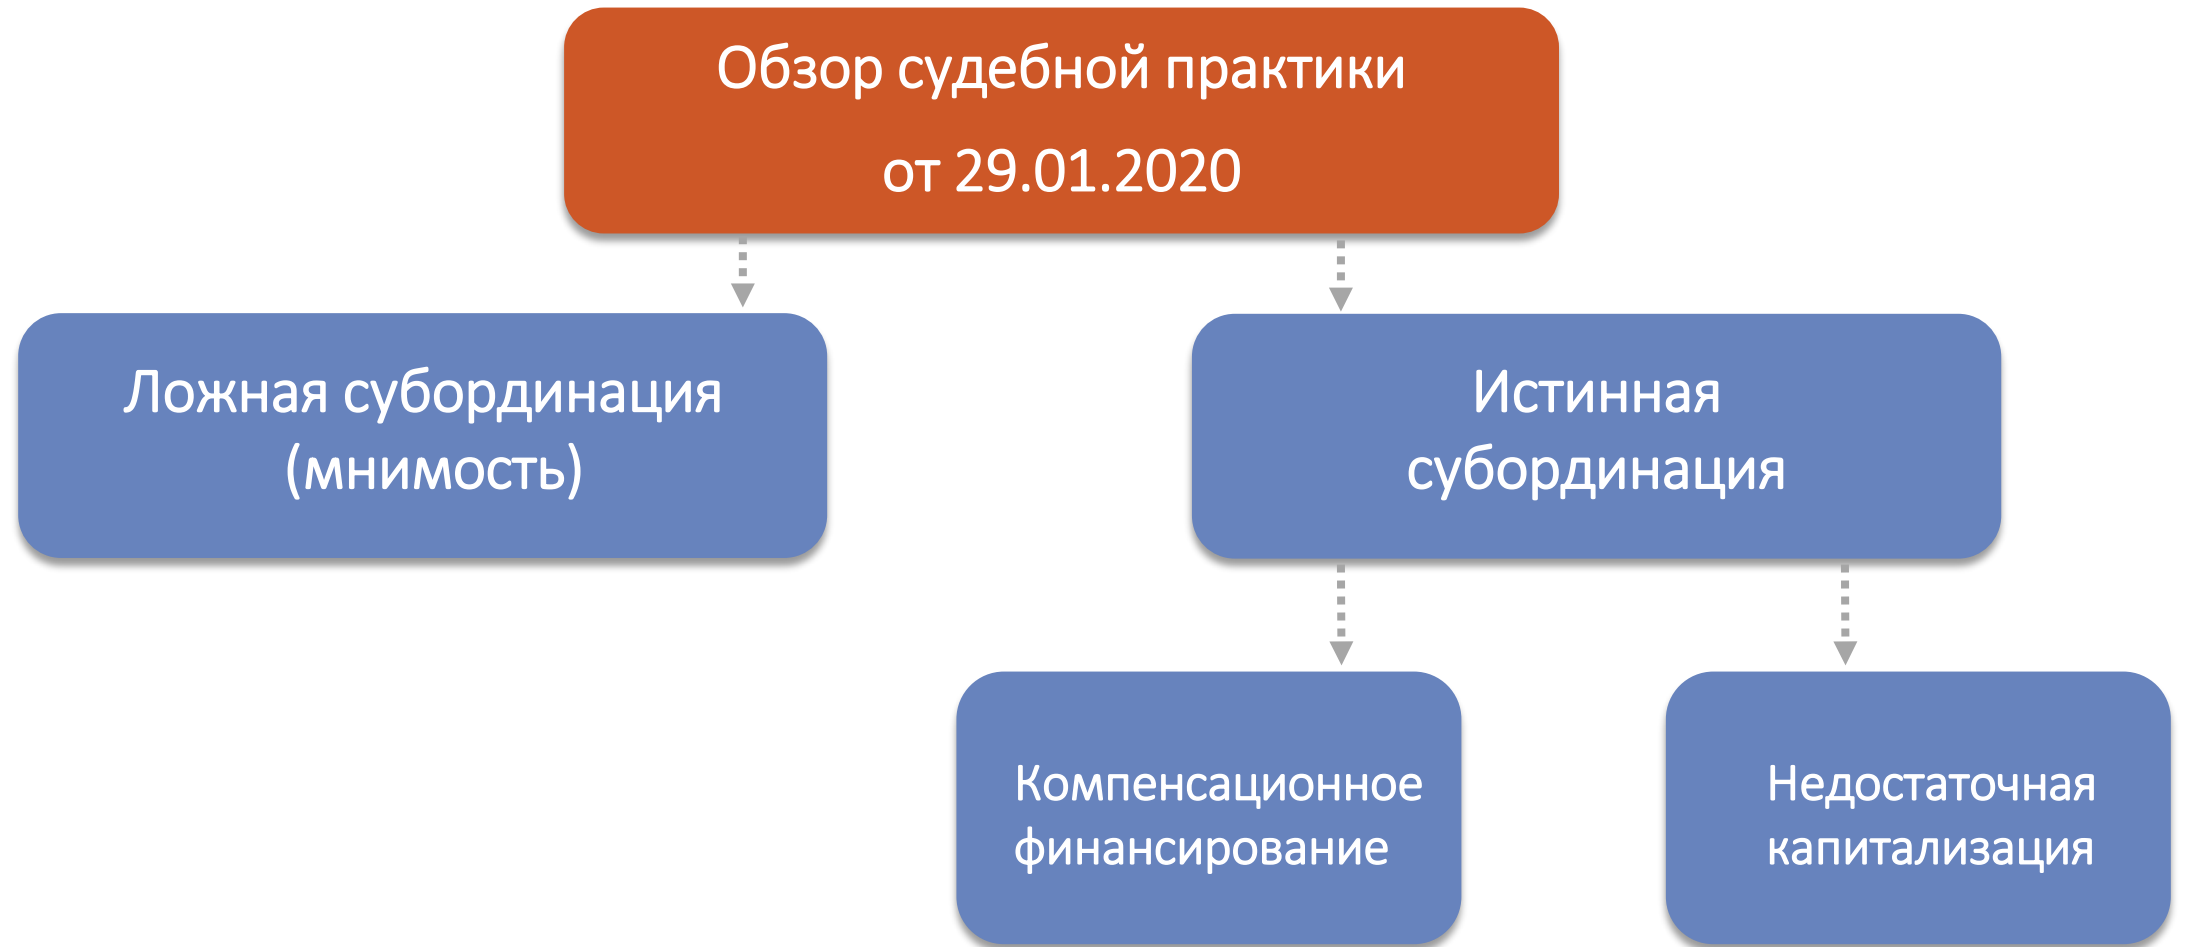 Обзор судебной практики
от 29.01.2020
Ложная субординация
(мнимость)
Истинная
субординация
Компенсационное
финансирование
Недостаточная
капитализация